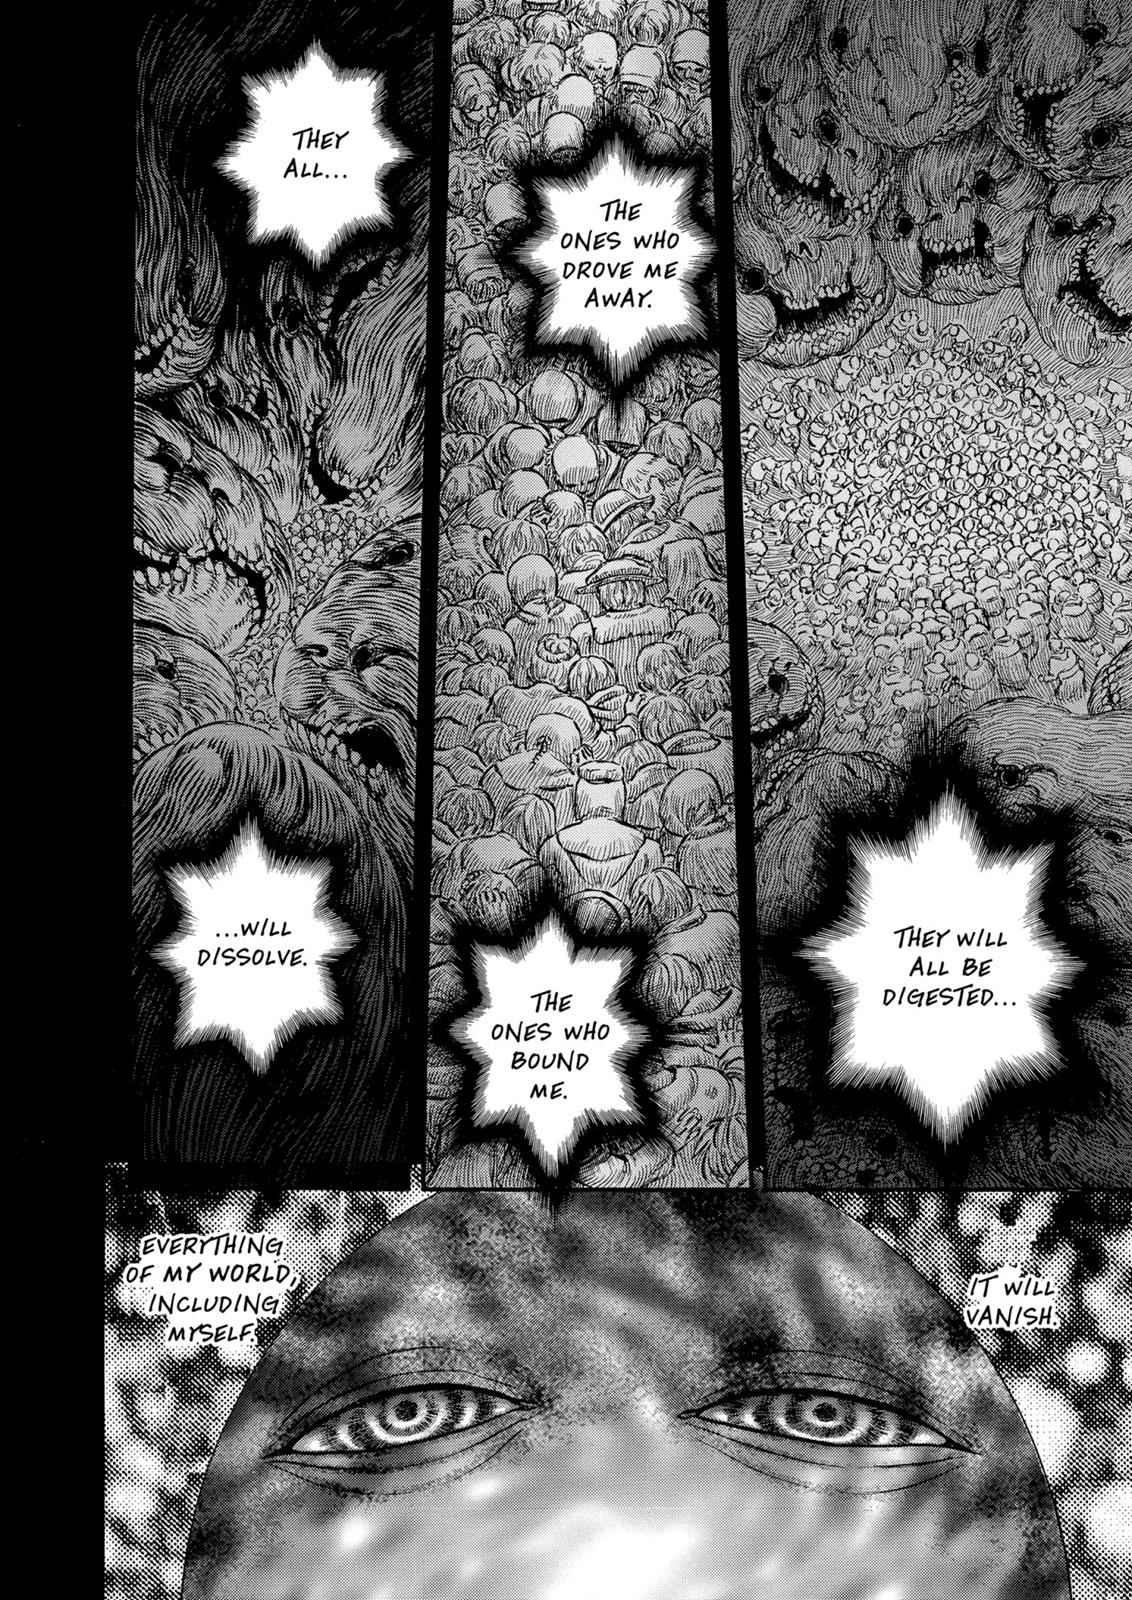 THEY WILL
ALL BE
DIGESTED...
THE
ONES WHO
DROVE ME
AWAY.
THE
ONES WHO
BOUND
ME.
THEY
ALL...
...WILL
DISSOLVE.
IT WILL
VANISH.
EVERYTHING
OF MY WORLD,
INCLUDING
MYSELF.